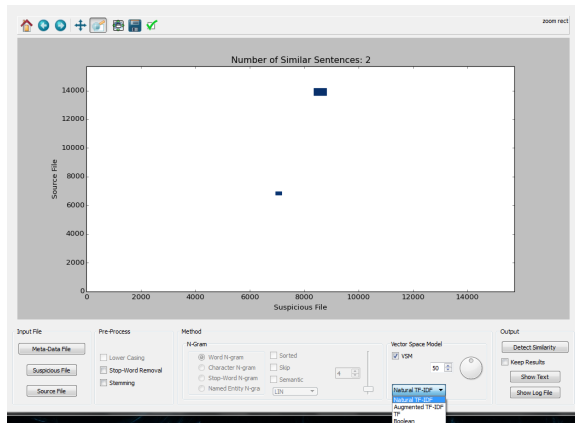 zoom rect
Number of Similar Sentences: 2
14000
12000
10000
8000
6000
4000
2000
0
Source File
0 2000 4000 6000 8000 10000 12000 14000
Suspicious File
Input File
Meta-Data File
Suspicious File
Source File
Pre-Process
Lower Casing
Stop-Word Removal
Stemming
Method
N-Gram
Word N-gram
Character N-gram
Stop-Word N-gram
Named Entity N-gra
Sorted
Skip
Semantic
LIN
4
Vector Space Model
VSM
50
Natural TF-IDF
Natural TF-IDF
Augmented TF-IDF
TF
Boolean
Output
Detect Similarity
Keep Results
Show Text
Show Log File